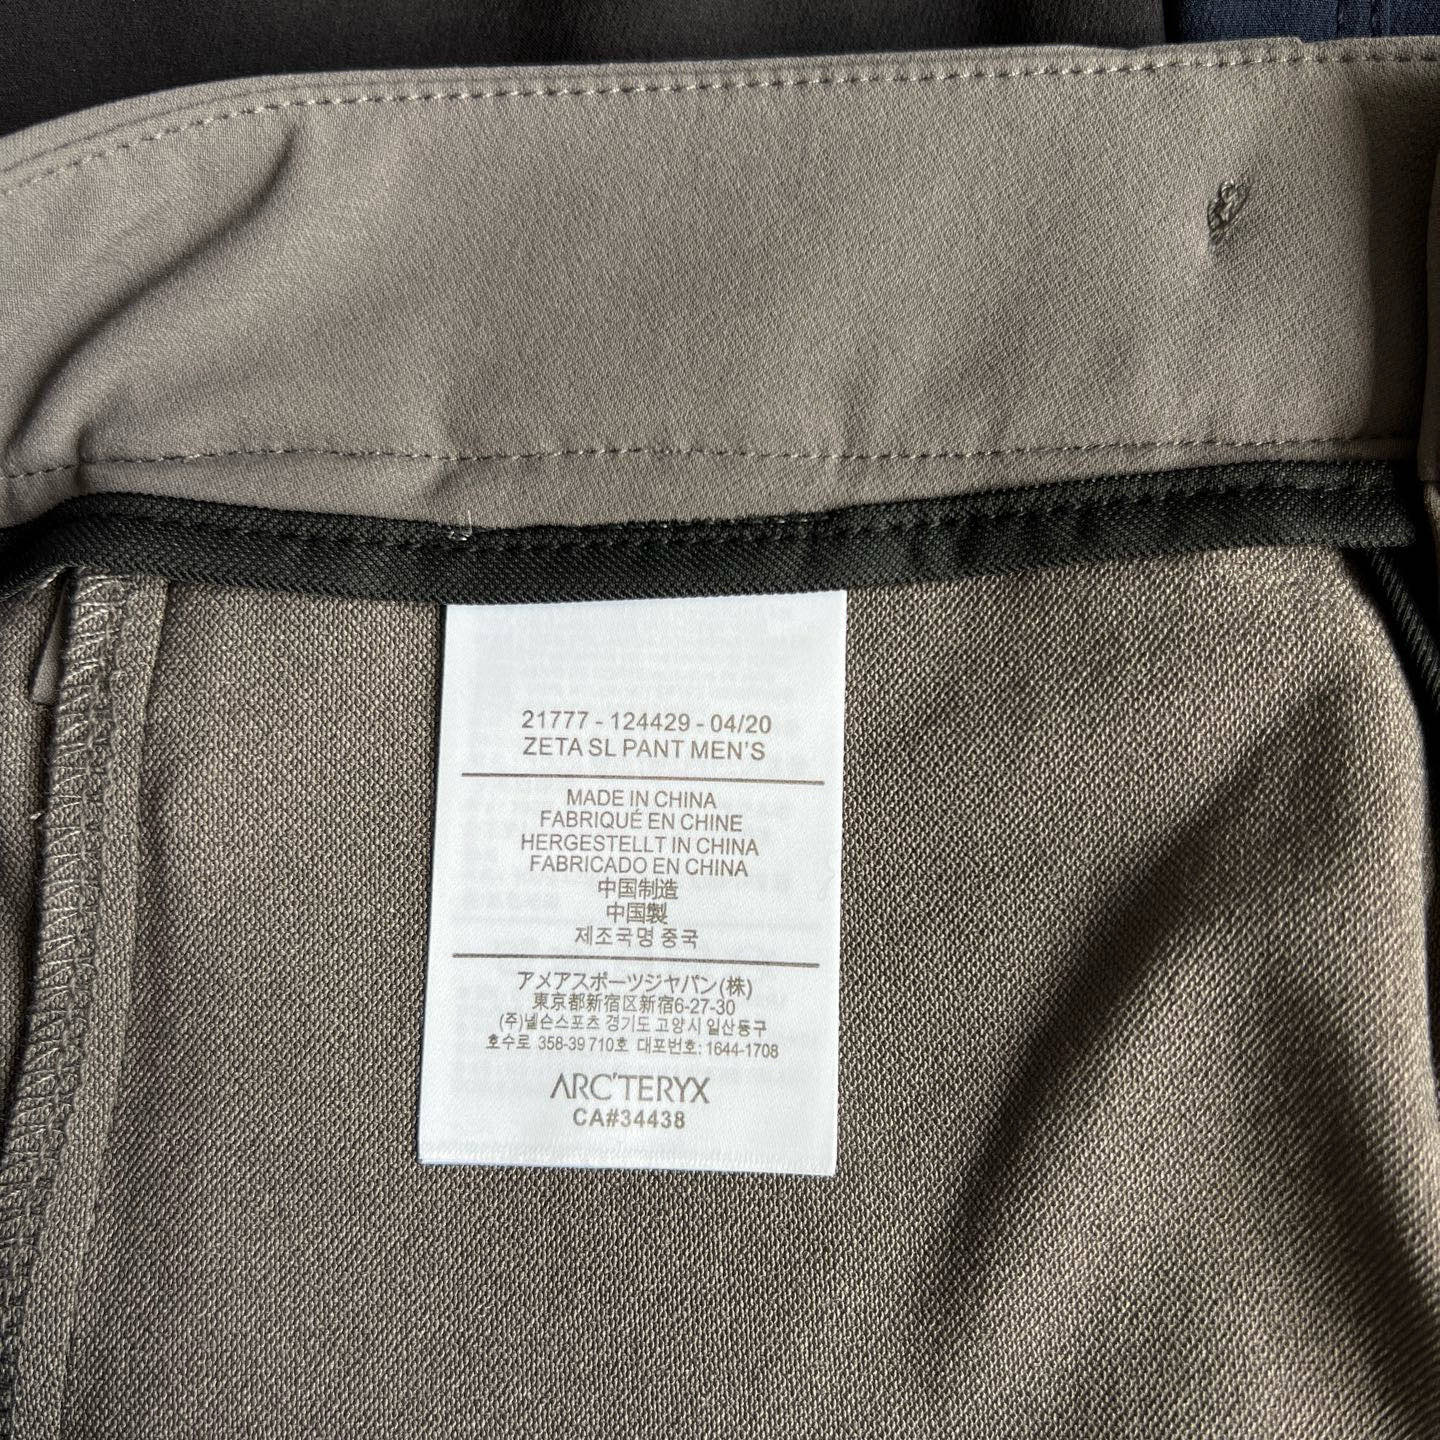 21777 - 124429 - 04/20
ZETA SL PANT MEN'S
MADE IN CHINA
FABRIQUÉ EN CHINE
HERGESTELLT IN CHINA
FABRICADO EN CHINA
中国制造
中国製
제조국명 중국
アメアスポーツジャパン(株)
東京都新宿区新宿6-27-30
(주)넬슨스포츠 경기도 고양시 일산동구
호수로 358-39 710호 대포번호: 1644-1708
ARC'TERYX
CA#34438